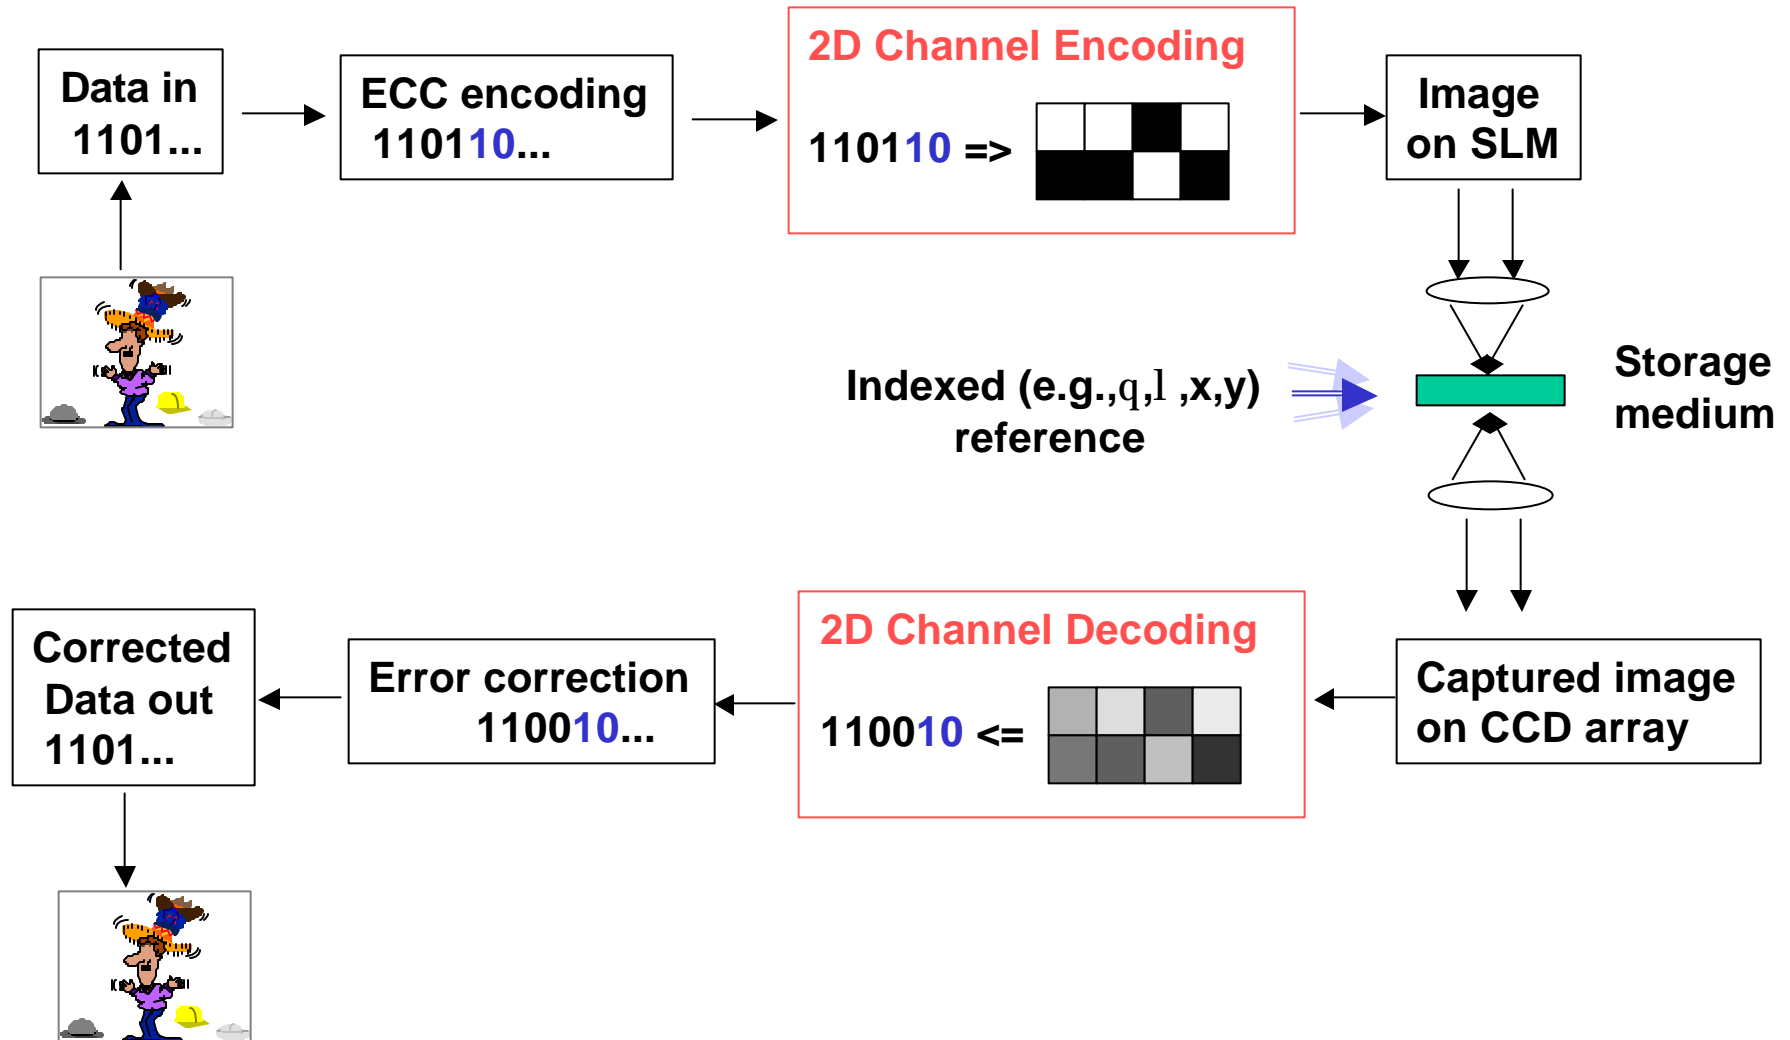 Data in
1101...
ECC encoding
110110...
2D Channel Encoding
110110 =>
Image
on SLM
Indexed (e.g.,q,l ,x,y)
reference
Storage
medium
Captured image
on CCD array
2D Channel Decoding
110010 <=
Error correction
110010...
Corrected
Data out
1101...